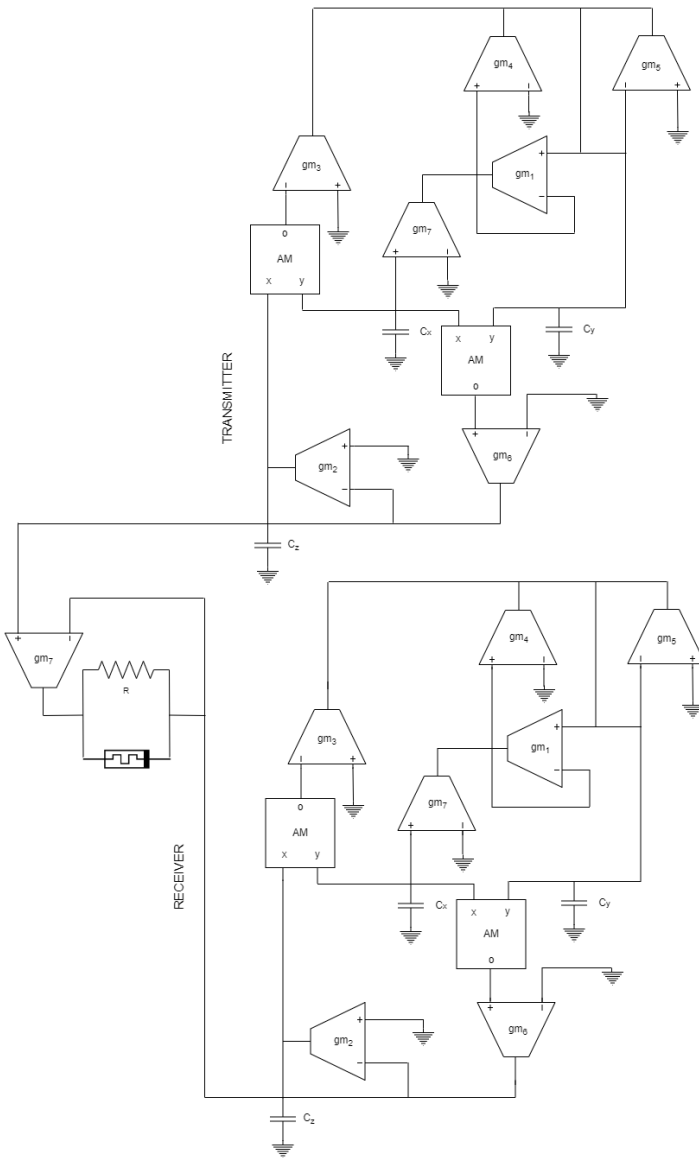 gm4
gm5
+
−
−
+
gm3
−
+
gm1
+
−
gm7
+
−
o
AM
x
y
Cx
x
y
AM
o
Cy
TRANSMITTER
gm2
+
−
+
−
gm6
Cz
+
−
gm7
R
gm4
gm5
+
−
−
+
gm3
−
+
gm1
+
−
gm7
+
−
o
AM
x
y
RECEIVER
Cx
x
y
AM
o
Cy
gm2
+
−
+
−
gm6
Cz